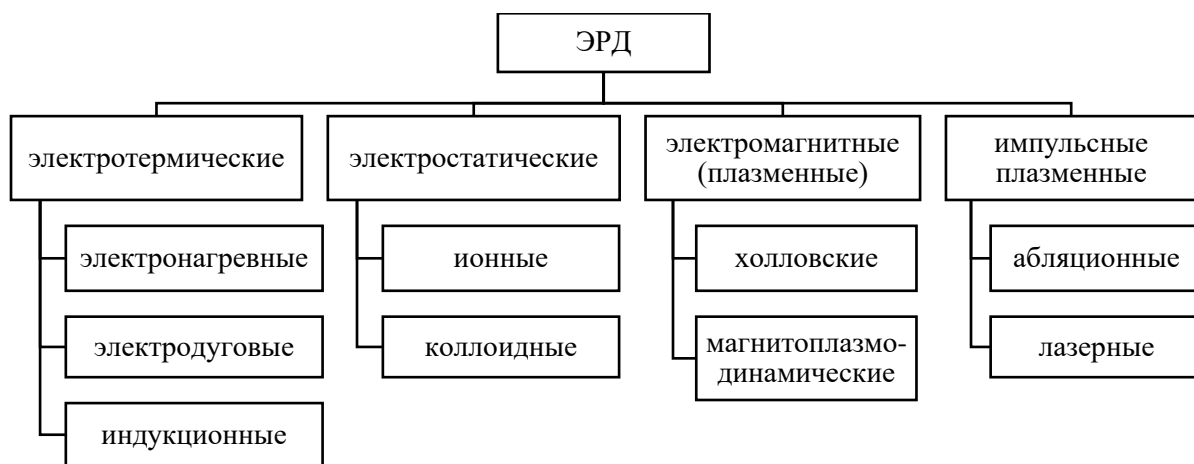 ЭРД
электротермические
электростатические
электромагнитные
(плазменные)
импульсные
плазменные
электронагревные
ионные
холловские
абляционные
электродуговые
коллоидные
магнитоплазмо-
динамические
лазерные
индукционные